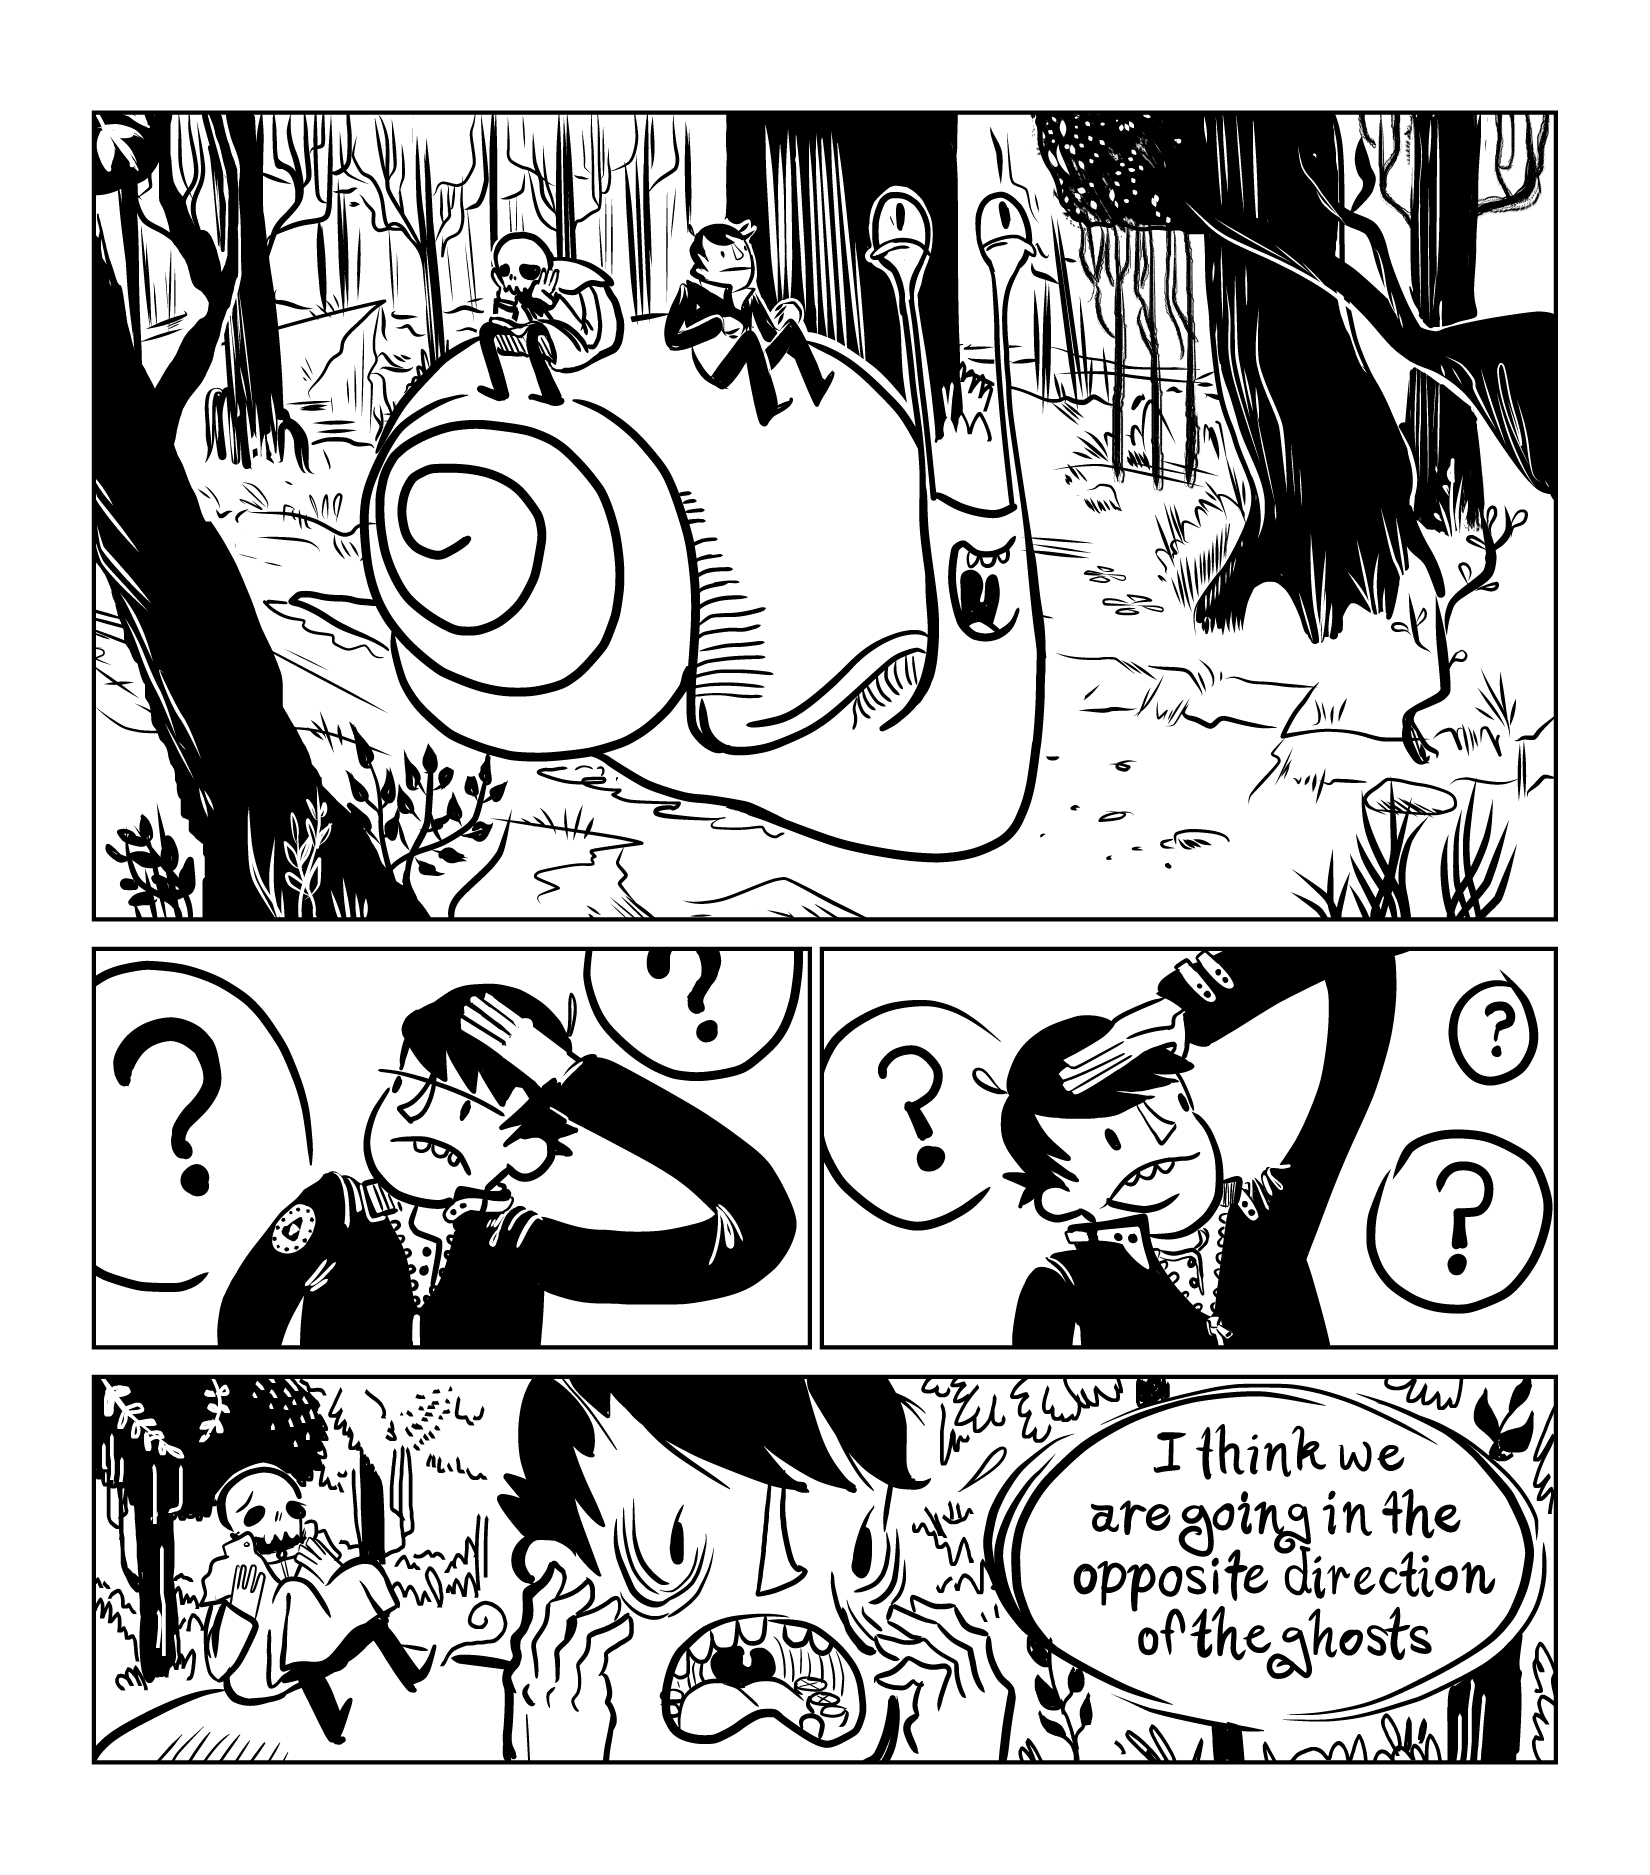 ?
?
?
?
?
I think we
are going in the
opposite direction
of the ghosts